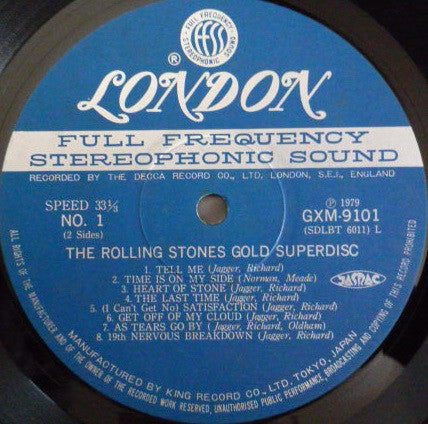 FULL FREQUENCY
STEREOPHONIC SOUND
ffss
®
LONDON
FULL FREQUENCY
STEREOPHONIC SOUND
RECORDED BY THE DECCA RECORD CO., LTD. LONDON, S.E.I., ENGLAND
SPEED 33⅓
NO. 1
(2 Sides)
Ⓟ 1979
GXM-9101
(SDLBT 6011) L
THE ROLLING STONES GOLD SUPERDISC
1. TELL ME (Jagger, Richard)
2. TIME IS ON MY SIDE (Norman, Meade)
3. HEART OF STONE (Jagger, Richard)
4. THE LAST TIME (Jagger, Richard)
5. (I Can't Get No) SATISFACTION (Jagger, Richard)
6. GET OFF OF MY CLOUD (Jagger, Richard)
7. AS TEARS GO BY (Jagger, Richard, Oldham)
8. 19th NERVOUS BREAKDOWN (Jagger, Richard)
JASRAC
MANUFACTURED BY KING RECORD CO., LTD. TOKYO, JAPAN
ALL RIGHTS OF THE MANUFACTURER AND OF THE OWNER OF THE RECORDED WORK RESERVED, UNAUTHORISED PUBLIC PERFORMANCE, BROADCASTING AND COPYING OF THIS RECORD PROHIBITED